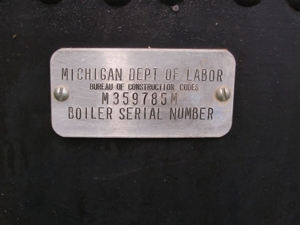 MICHIGAN DEPT OF LABOR
BUREAU OF CONSTRUCTION CODES
M359785M
BOILER SERIAL NUMBER